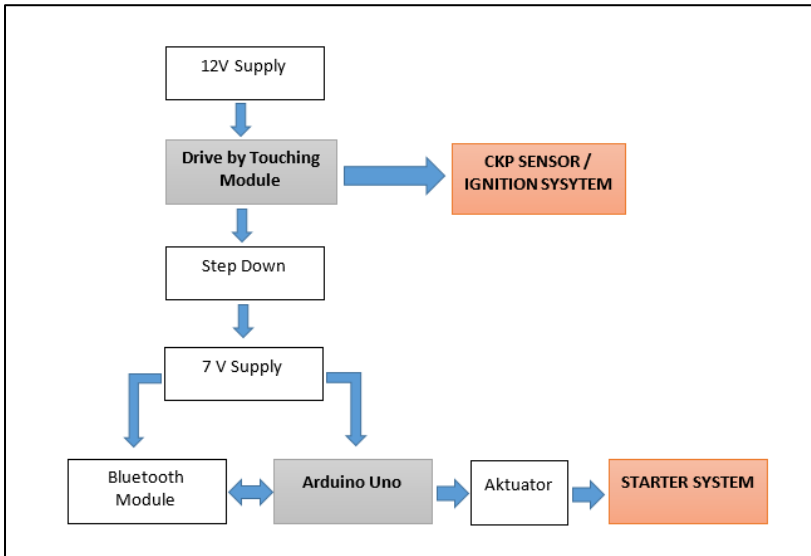 12V Supply
Drive by Touching
Module
CKP SENSOR /
IGNITION SYSYTEM
Step Down
7 V Supply
Bluetooth
Module
Arduino Uno
Aktuator
STARTER SYSTEM